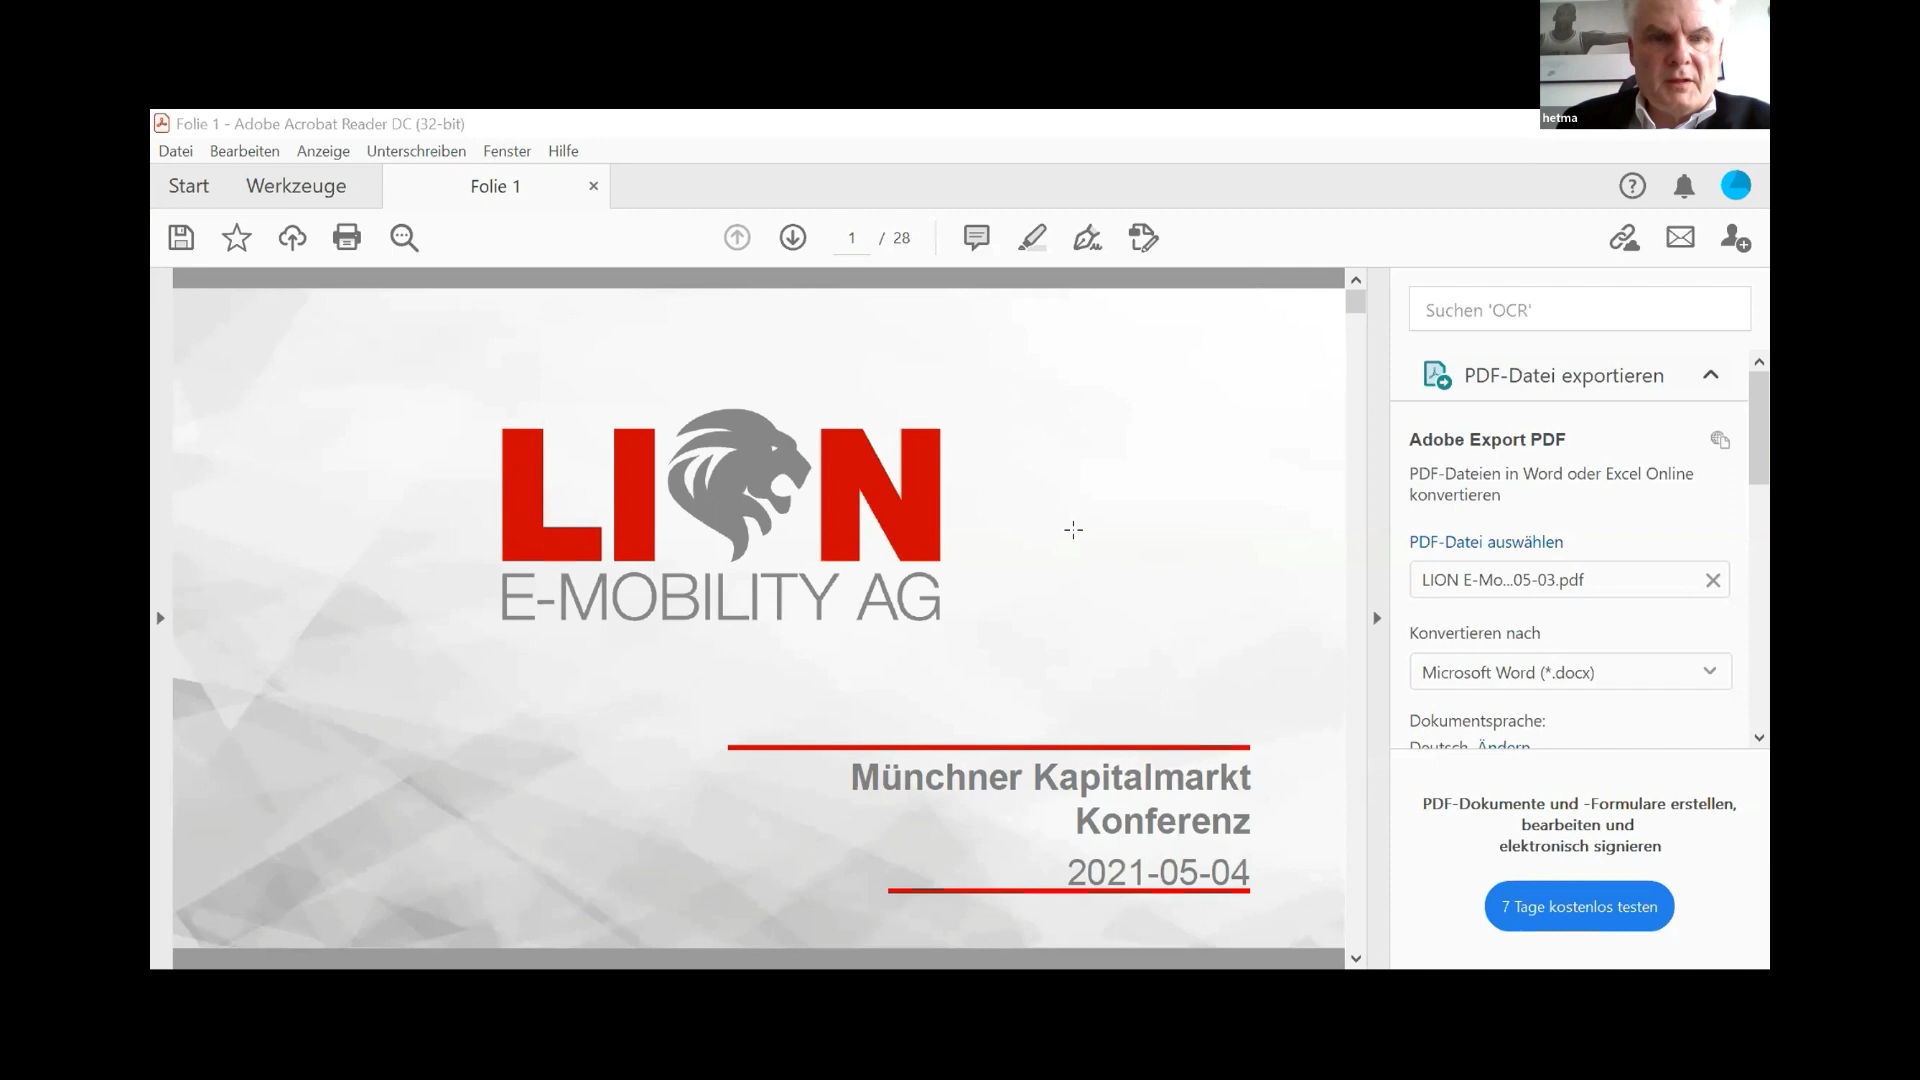 hetma
Folie 1 - Adobe Acrobat Reader DC (32-bit)
Datei Bearbeiten Anzeige Unterschreiben Fenster Hilfe
Start Werkzeuge Folie 1
1 / 28
Suchen 'OCR'
PDF-Datei exportieren
Adobe Export PDF
PDF-Dateien in Word oder Excel Online
konvertieren
PDF-Datei auswählen
LION E-Mo...05-03.pdf
Konvertieren nach
Microsoft Word (*.docx)
Dokumentsprache:
Deutsch Ändern
PDF-Dokumente und -Formulare erstellen,
bearbeiten und
elektronisch signieren
7 Tage kostenlos testen
LION
E-MOBILITY AG
Münchner Kapitalmarkt
Konferenz
2021-05-04